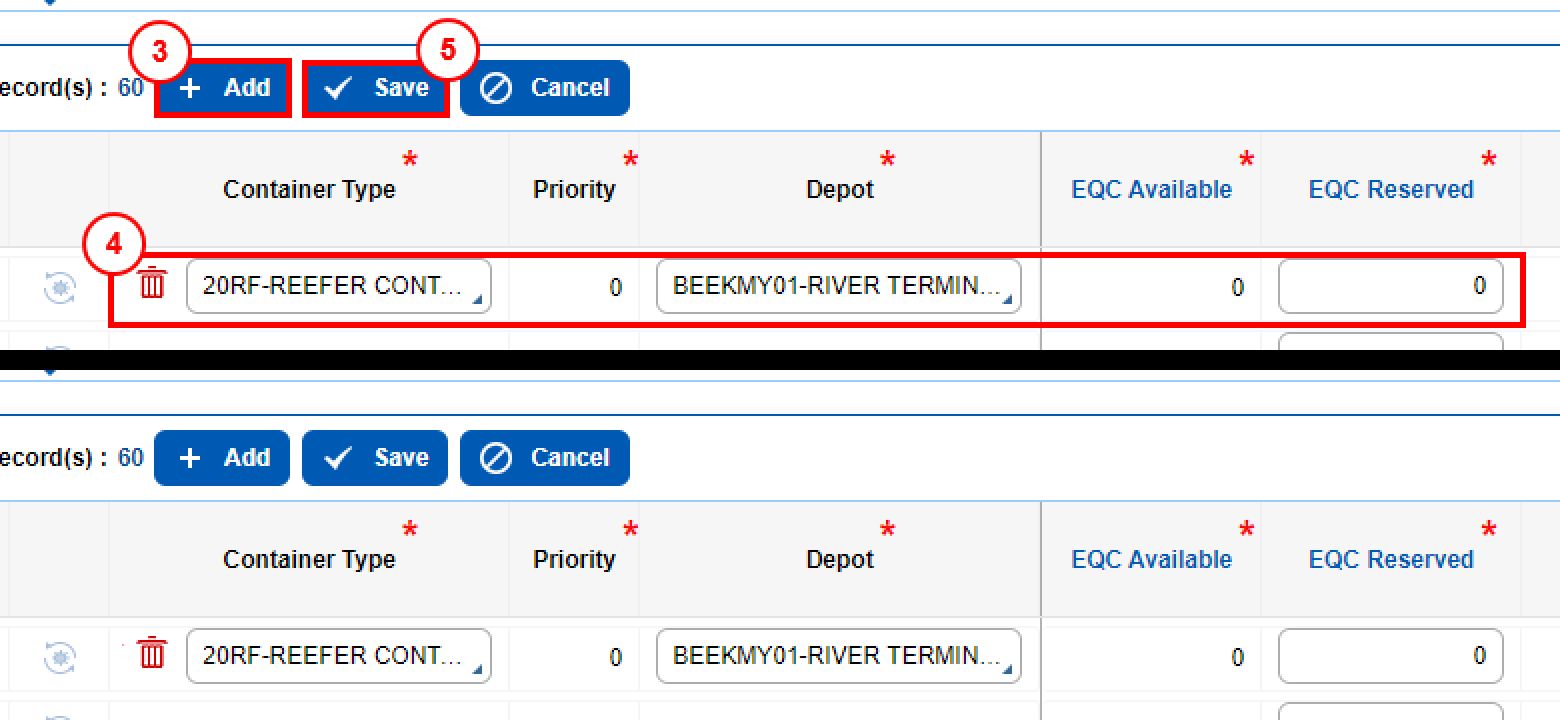 3 5
ecord(s) : 60 + Add Save Cancel
* * * * *
Container Type Priority Depot EQC Available EQC Reserved
4
20RF-REEFER CONT... 0 BEEKMY01-RIVER TERMIN... 0 0
ecord(s) : 60 + Add Save Cancel
* * * * *
Container Type Priority Depot EQC Available EQC Reserved
20RF-REEFER CONT... 0 BEEKMY01-RIVER TERMIN... 0 0